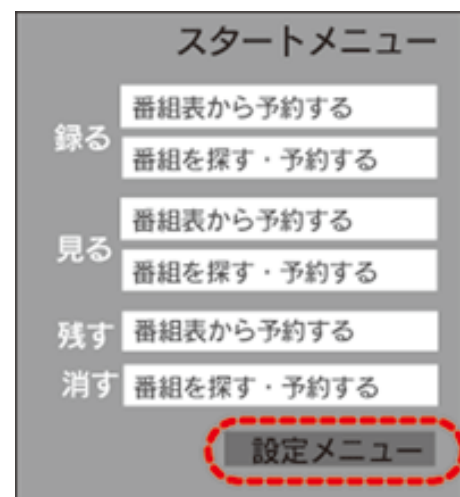 スタートメニュー
録る
番組表から予約する
番組を探す・予約する
見る
番組表から予約する
番組を探す・予約する
残す
番組表から予約する
消す
番組を探す・予約する
設定メニュー